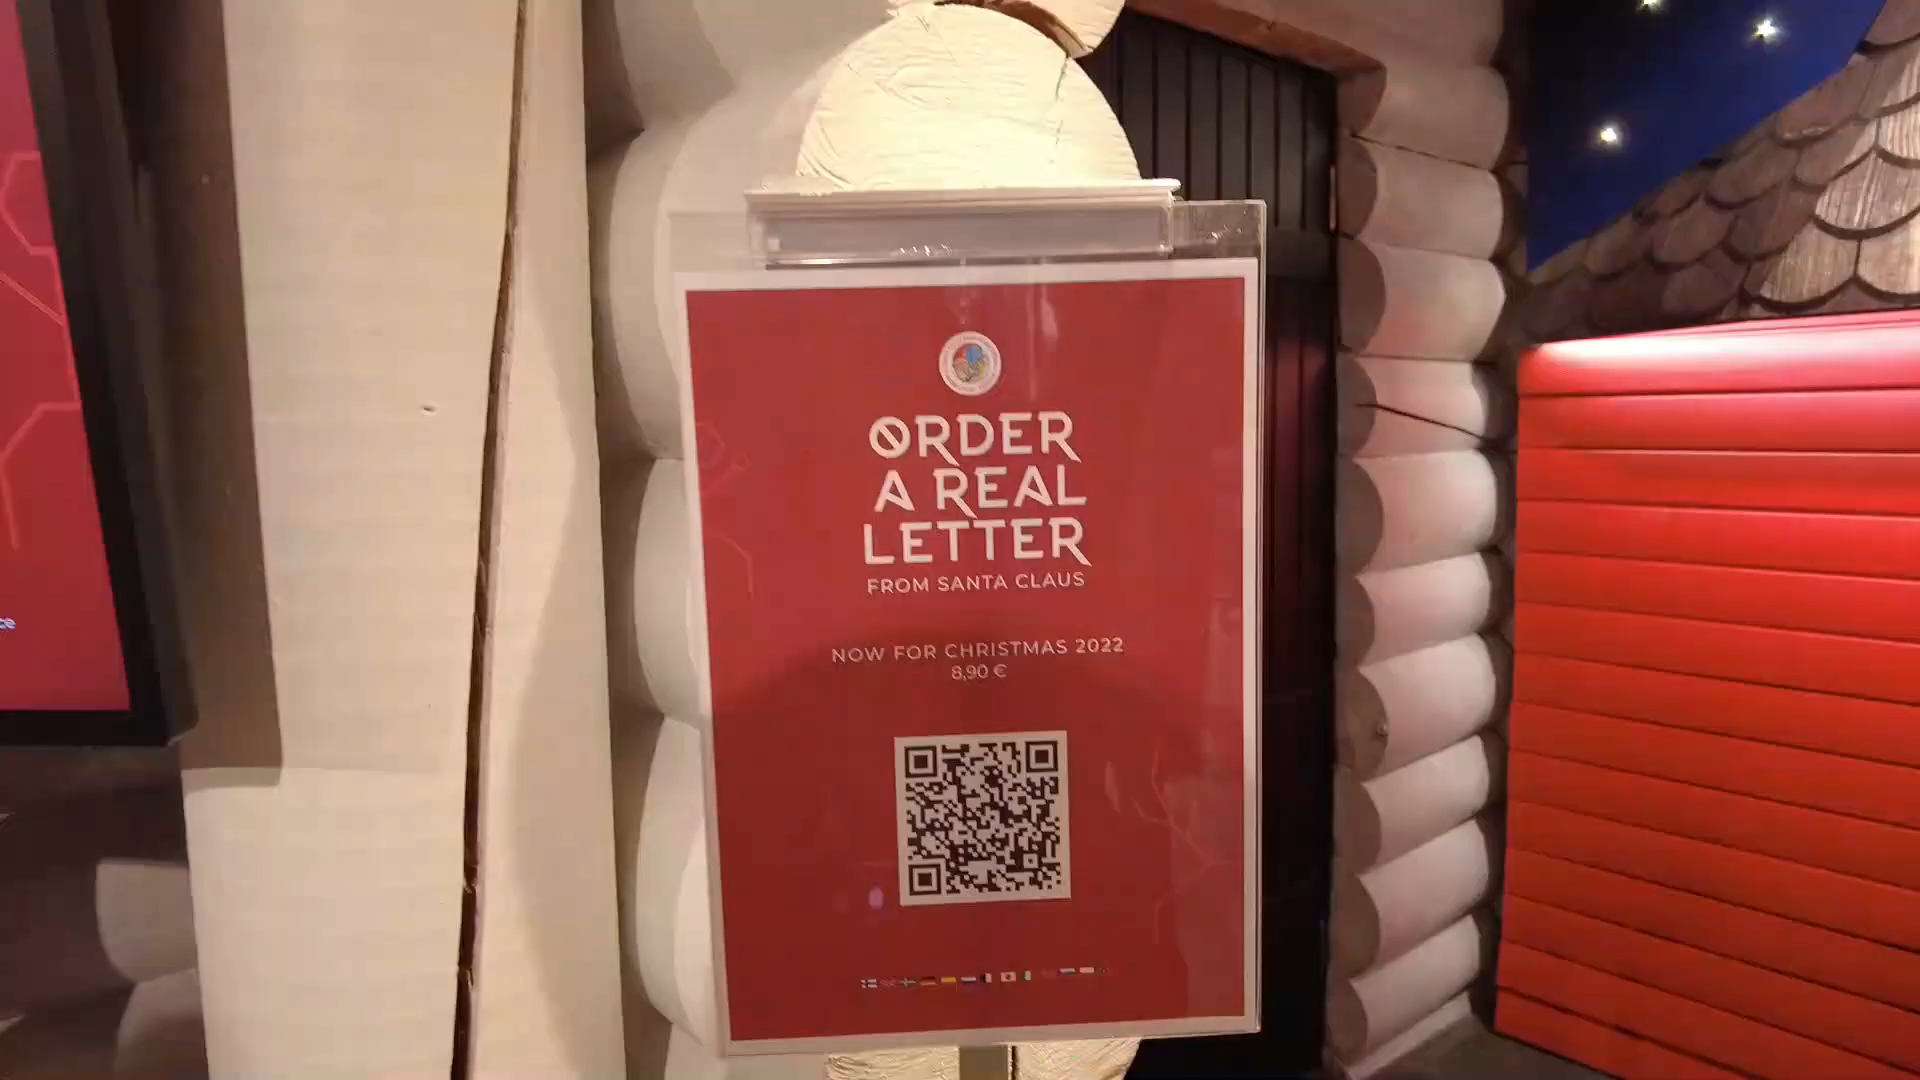 ORDER
A REAL
LETTER
FROM SANTA CLAUS
NOW FOR CHRISTMAS 2022
8,90 €